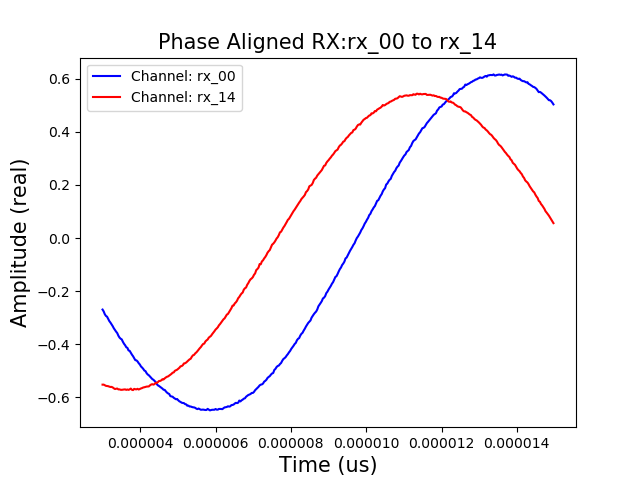 Phase Aligned RX:rx_00 to rx_14
Channel: rx_00
Channel: rx_14
Amplitude (real)
0.6
0.4
0.2
0.0
−0.2
−0.4
−0.6
0.000004 0.000006 0.000008 0.000010 0.000012 0.000014
Time (us)